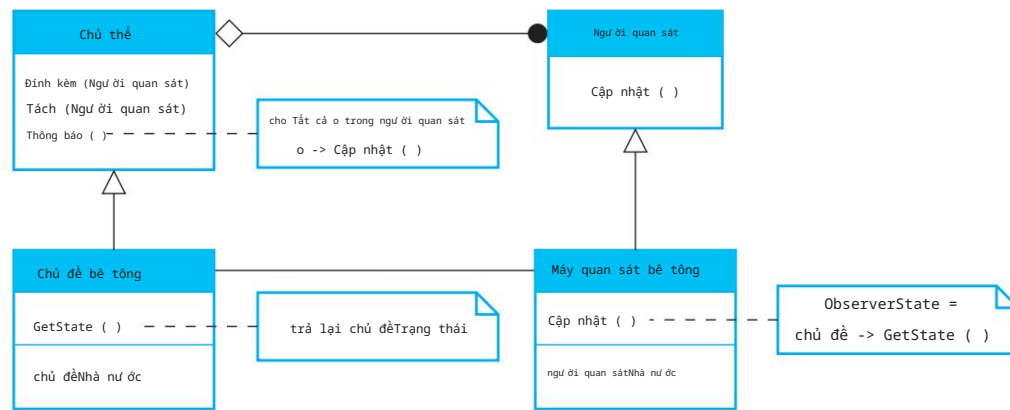 Chủ thể
Đính kèm (Người quan sát)
Tách (Người quan sát)
Thông báo ( )
cho Tất cả o trong người quan sát
o -> Cập nhật ( )
Người quan sát
Cập nhật ( )
Chủ đề bê tông
GetState ( )
chủ đềNhà nước
trả lại chủ đềTrạng thái
Máy quan sát bê tông
Cập nhật ( )
người quan sátNhà nước
ObserverState =
chủ đề -> GetState ( )